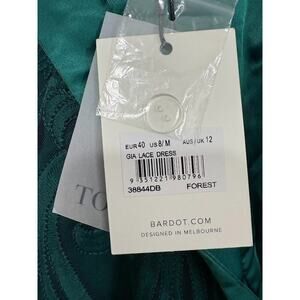 EUR 40 US 8/M AUS/UK 12
GIA LACE DRESS
9 351221 980796
38844DB FOREST
BARDOT.COM
DESIGNED IN MELBOURNE
TO